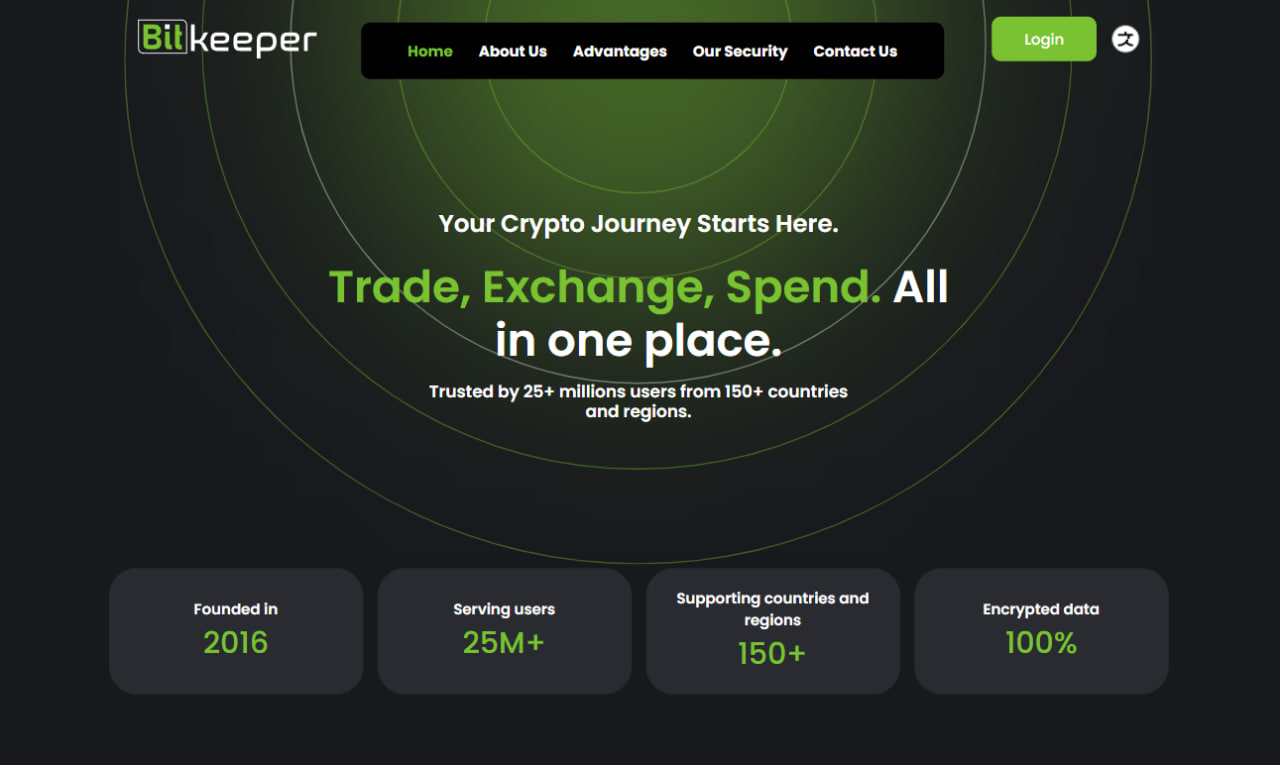 Bitkeeper
Home About Us Advantages Our Security Contact Us
Login
文
Your Crypto Journey Starts Here.
Trade, Exchange, Spend. All
in one place.
Trusted by 25+ millions users from 150+ countries
and regions.
Founded in
2016
Serving users
25M+
Supporting countries and
regions
150+
Encrypted data
100%